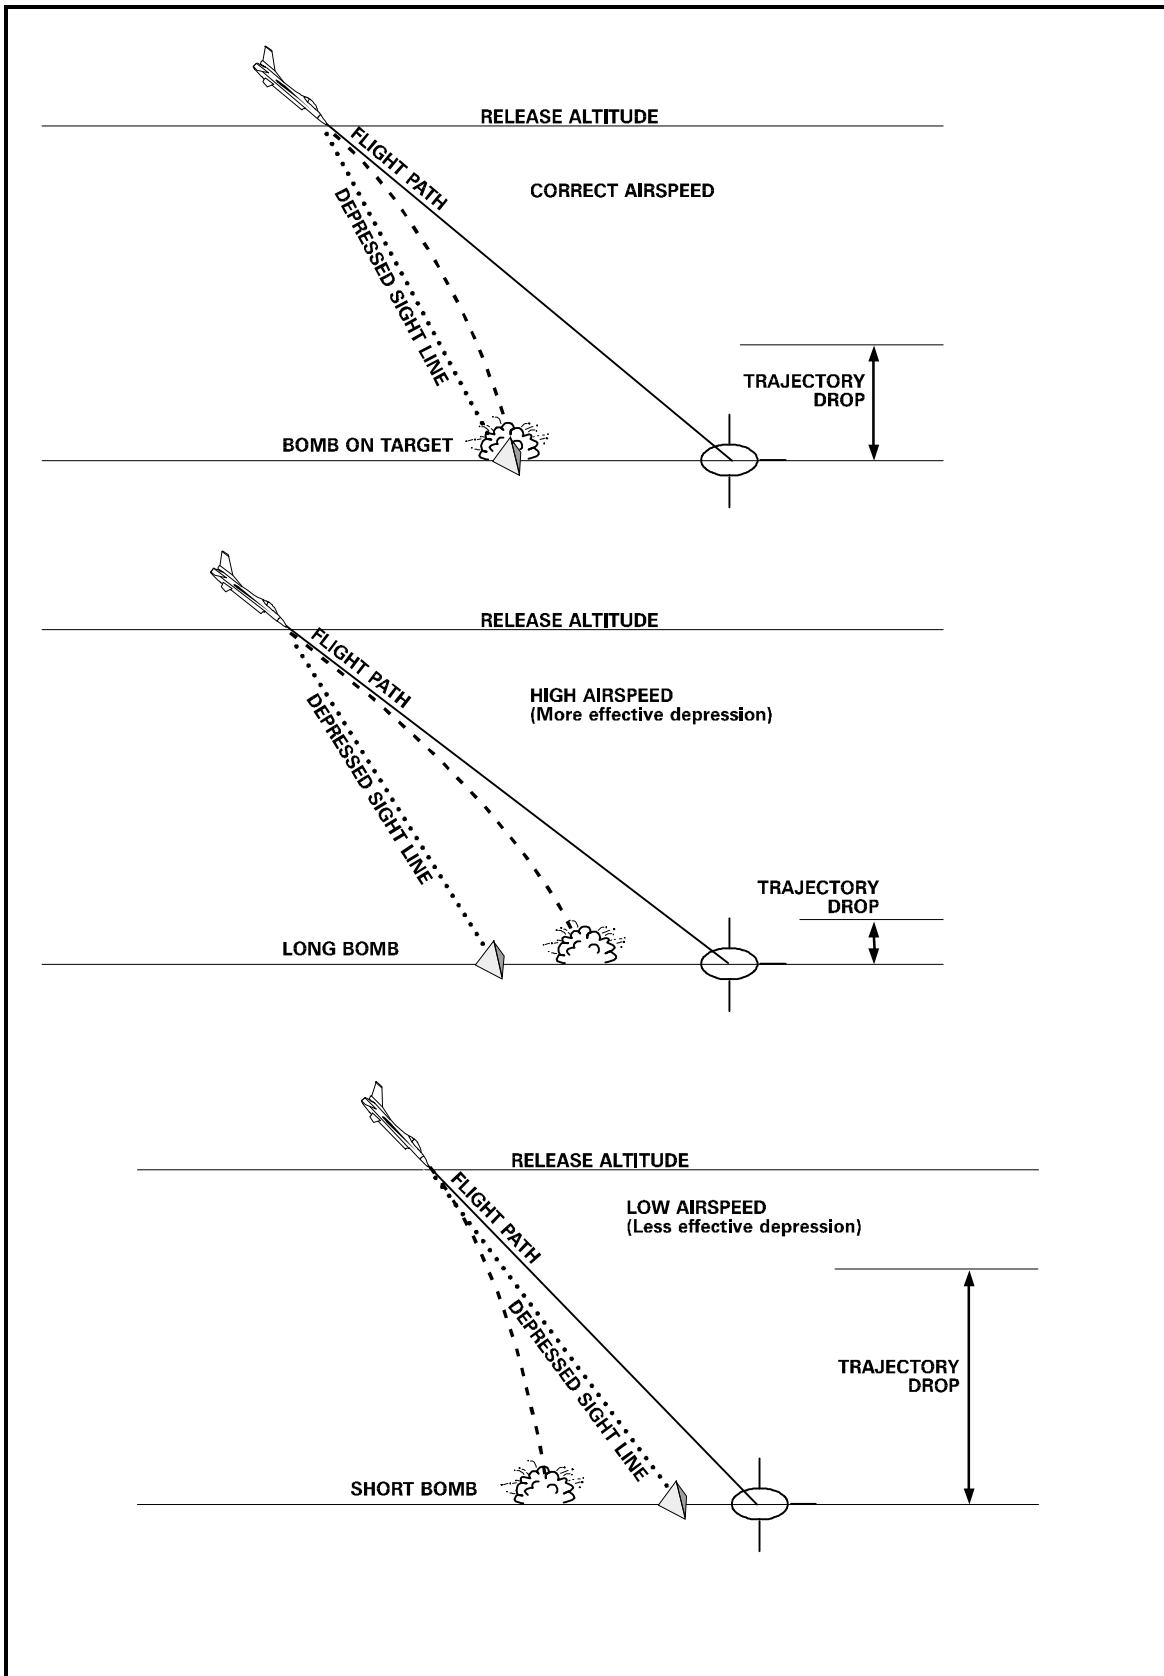 RELEASE ALTITUDE
FLIGHT PATH
CORRECT AIRSPEED
DEPRESSED SIGHT LINE
TRAJECTORY
DROP
BOMB ON TARGET
RELEASE ALTITUDE
FLIGHT PATH
HIGH AIRSPEED
(More effective depression)
DEPRESSED SIGHT LINE
TRAJECTORY
DROP
LONG BOMB
RELEASE ALTITUDE
FLIGHT PATH
LOW AIRSPEED
(Less effective depression)
DEPRESSED SIGHT LINE
TRAJECTORY
DROP
SHORT BOMB